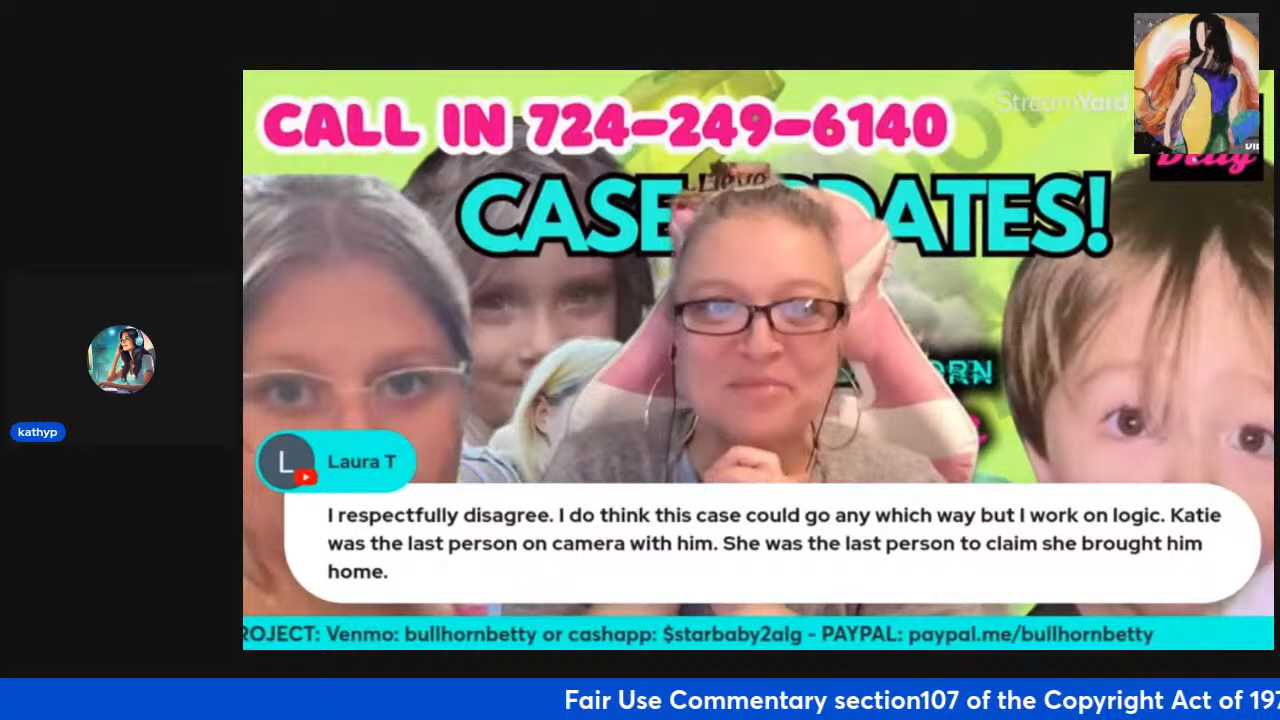 StreamYard
CALL IN 724-249-6140
CASE DATES!
Betty
ORN
kathyp
L
Laura T
I respectfully disagree. I do think this case could go any which way but I work on logic. Katie
was the last person on camera with him. She was the last person to claim she brought him
home.
ROJECT: Venmo: bullhornbetty or cashapp: $starbaby2alg - PAYPAL: paypal.me/bullhornbetty
Fair Use Commentary section107 of the Copyright Act of 197